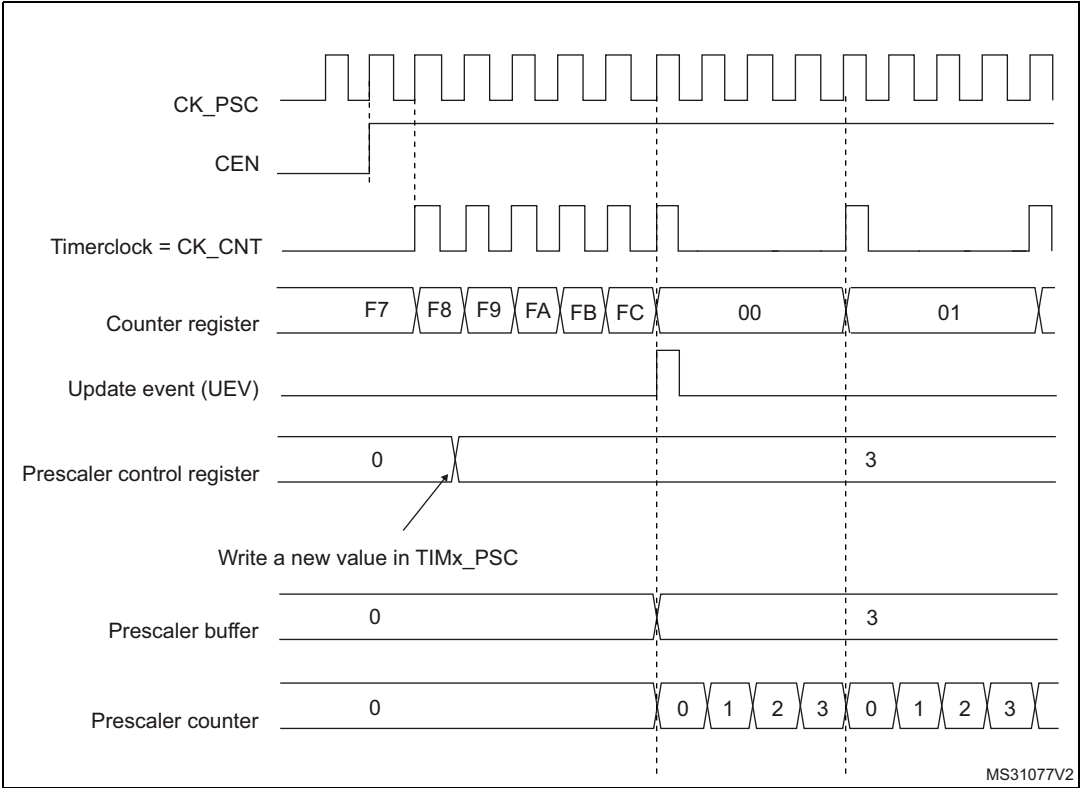 CK_PSC
CEN
Timerclock = CK_CNT
Counter register F7 F8 F9 FA FB FC 00 01
Update event (UEV)
Prescaler control register 0 3
Write a new value in TIMx_PSC
Prescaler buffer 0 3
Prescaler counter 0 0 1 2 3 0 1 2 3
MS31077V2